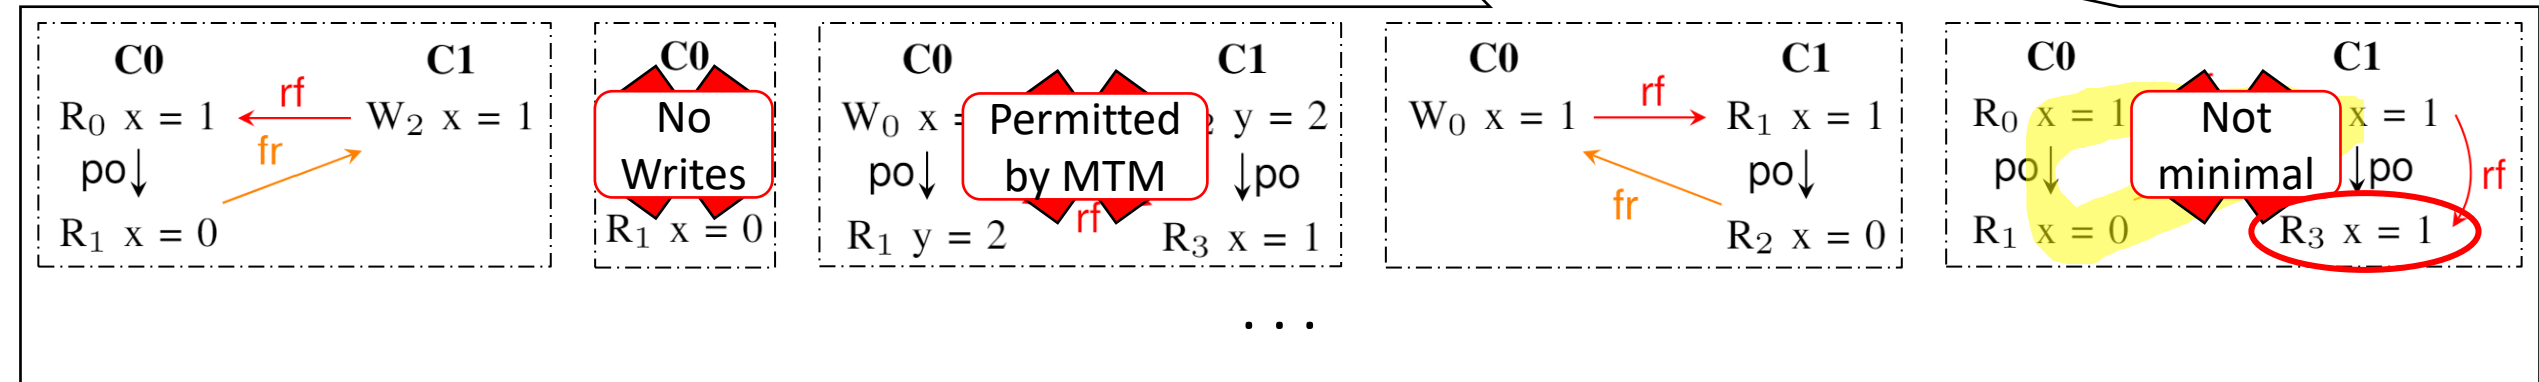 C0 C1
R₀ x = 1 rf W₂ x = 1
po fr
R₁ x = 0
C0
No
Writes
R₁ x = 0
C0 C1
W₀ x = Permitted y = 2
po by MTM po
rf
R₁ y = 2 R₃ x = 1
C0 C1
W₀ x = 1 rf R₁ x = 1
fr po
R₂ x = 0
C0 C1
R₀ x = 1 Not x = 1
po minimal po rf
R₁ x = 0 R₃ x = 1
. . .